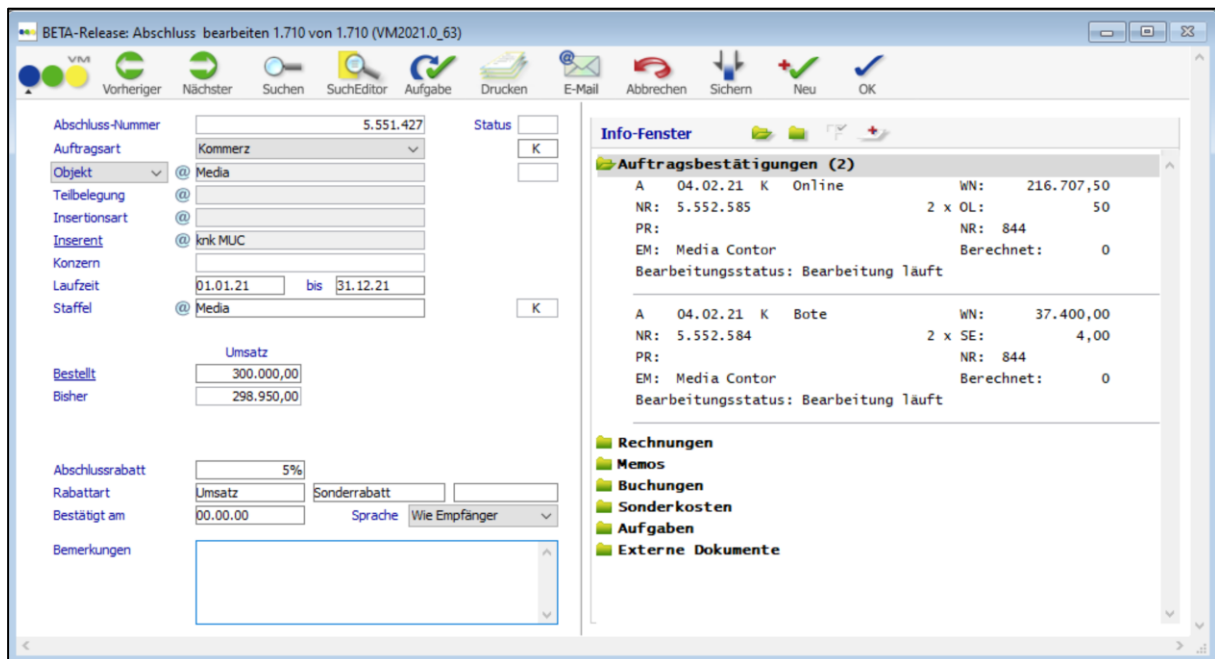 BETA-Release: Abschluss bearbeiten 1.710 von 1.710 (VM2021.0_63)
VM
Vorheriger Nächster Suchen SuchEditor Aufgabe Drucken E-Mail Abbrechen Sichern Neu OK
Abschluss-Nummer 5.551.427 Status
Auftragsart Kommerz K
Objekt @ Media
Teilbelegung @
Insertionsart @
Inserent @ knk MUC
Konzern
Laufzeit 01.01.21 bis 31.12.21
Staffel @ Media K
Umsatz
Bestellt 300.000,00
Bisher 298.950,00
Abschlussrabatt 5%
Rabattart Umsatz Sonderrabatt
Bestätigt am 00.00.00 Sprache Wie Empfänger
Bemerkungen
Info-Fenster
Auftragsbestätigungen (2)
A 04.02.21 K Online WN: 216.707,50
NR: 5.552.585 2 x OL: 50
PR: NR: 844
EM: Media Contor Berechnet: 0
Bearbeitungsstatus: Bearbeitung läuft
A 04.02.21 K Bote WN: 37.400,00
NR: 5.552.584 2 x SE: 4,00
PR: NR: 844
EM: Media Contor Berechnet: 0
Bearbeitungsstatus: Bearbeitung läuft
Rechnungen
Memos
Buchungen
Sonderkosten
Aufgaben
Externe Dokumente